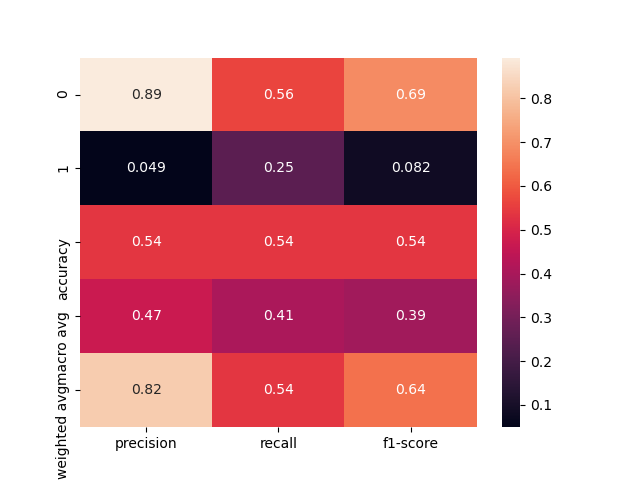 0 0.89 0.56 0.69
1 0.049 0.25 0.082
accuracy 0.54 0.54 0.54
macro avg 0.47 0.41 0.39
weighted avg 0.82 0.54 0.64
precision recall f1-score
0.8
0.7
0.6
0.5
0.4
0.3
0.2
0.1